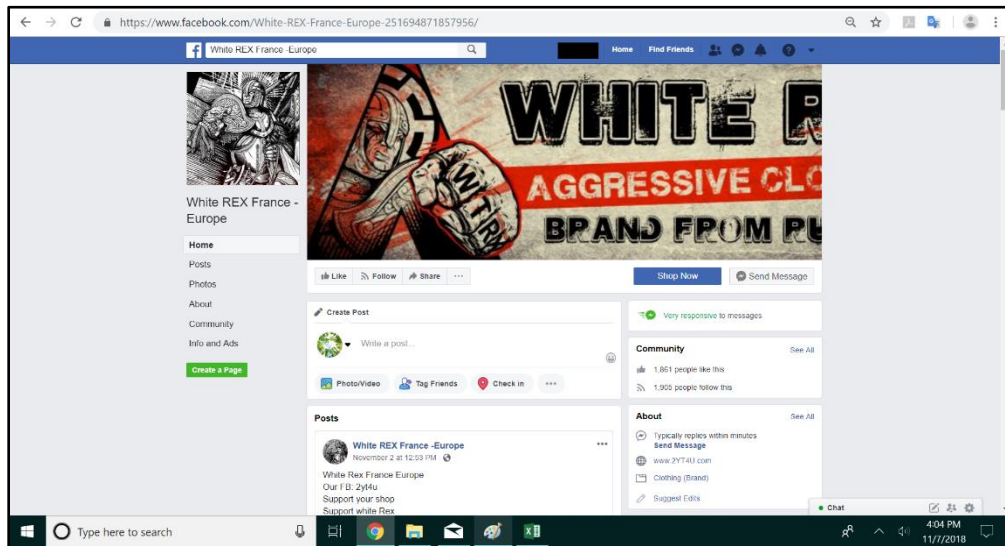 https://www.facebook.com/White-REX-France-Europe-251694871857956/
White REX France -Europe
Home Find Friends
WHITE R
AGGRESSIVE CLO
BRAND FROM RU
White REX France -
Europe
Home
Posts
Photos
About
Community
Info and Ads
Create a Page
Like Follow Share
Shop Now Send Message
Create Post
Write a post...
Photo/Video Tag Friends Check in
Very responsive to messages
Community See All
1,861 people like this
1,905 people follow this
Posts
White REX France -Europe
November 2 at 12:53 PM
White Rex France Europe
Our FB: 2yt4u
Support your shop
Support white Rex
About See All
Typically replies within minutes
Send Message
www.2YT4U.com
Clothing (Brand)
Suggest Edits
Chat
Type here to search
4:04 PM
11/7/2018